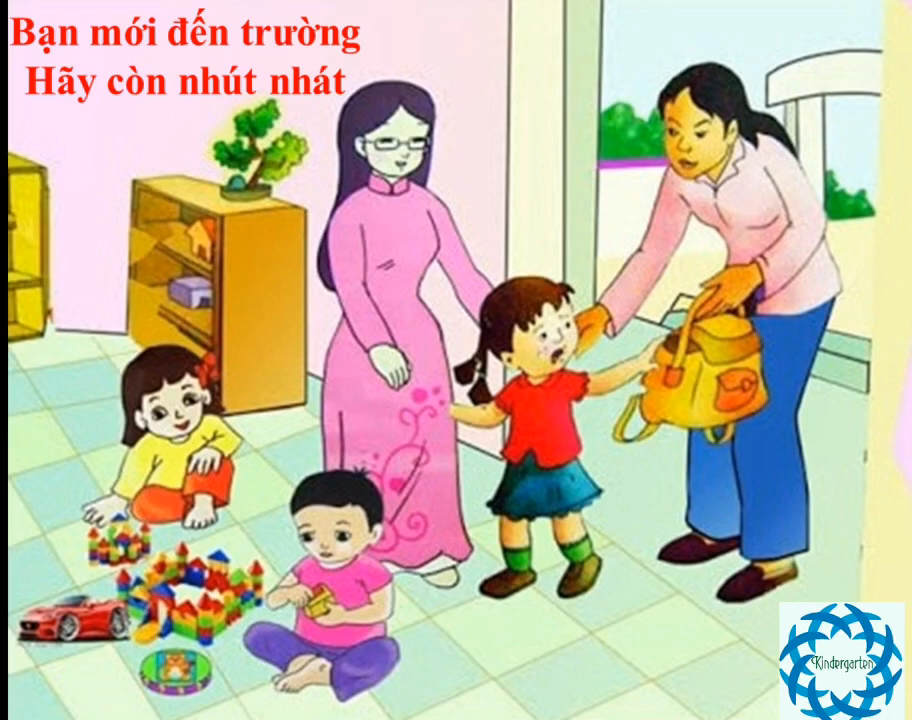 Bạn mới đến trường
Hãy còn nhút nhát
Kindergarten